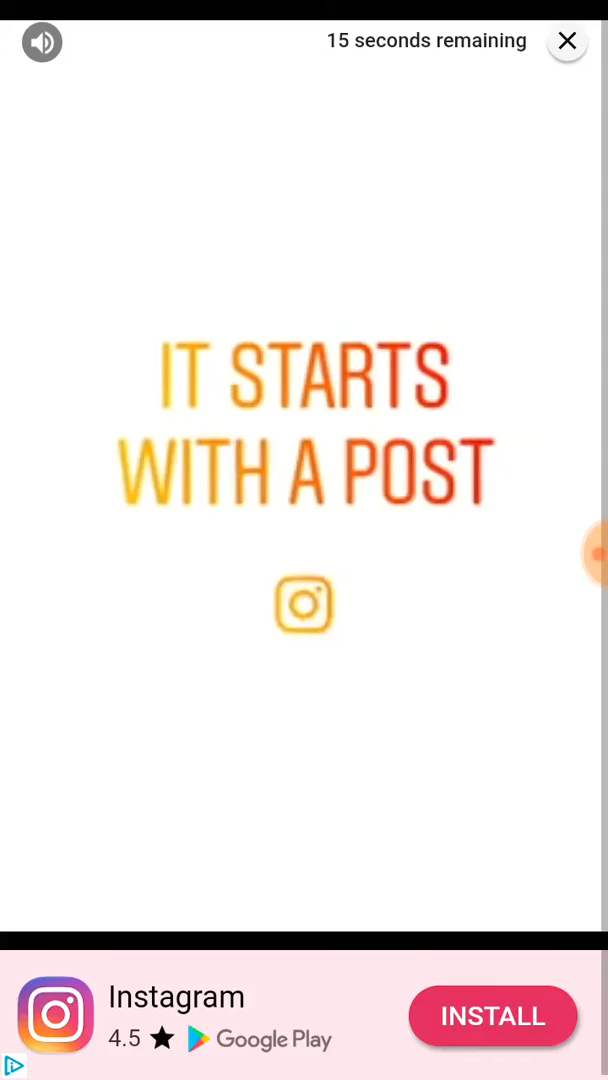 15 seconds remaining
IT STARTS
WITH A POST
Instagram
4.5 ★ Google Play
INSTALL